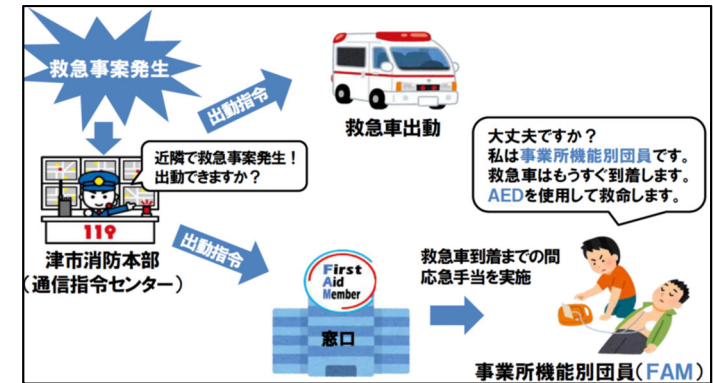 救急事案発生
出動指令
救急車出動
近隣で救急事案発生！
出動できますか？
119
津市消防本部
（通信指令センター）
出動指令
First
Aid
Member
窓口
救急車到着までの間
応急手当を実施
大丈夫ですか？
私は事業所機能別団員です。
救急車はもうすぐ到着します。
AEDを使用して救命します。
事業所機能別団員（FAM）